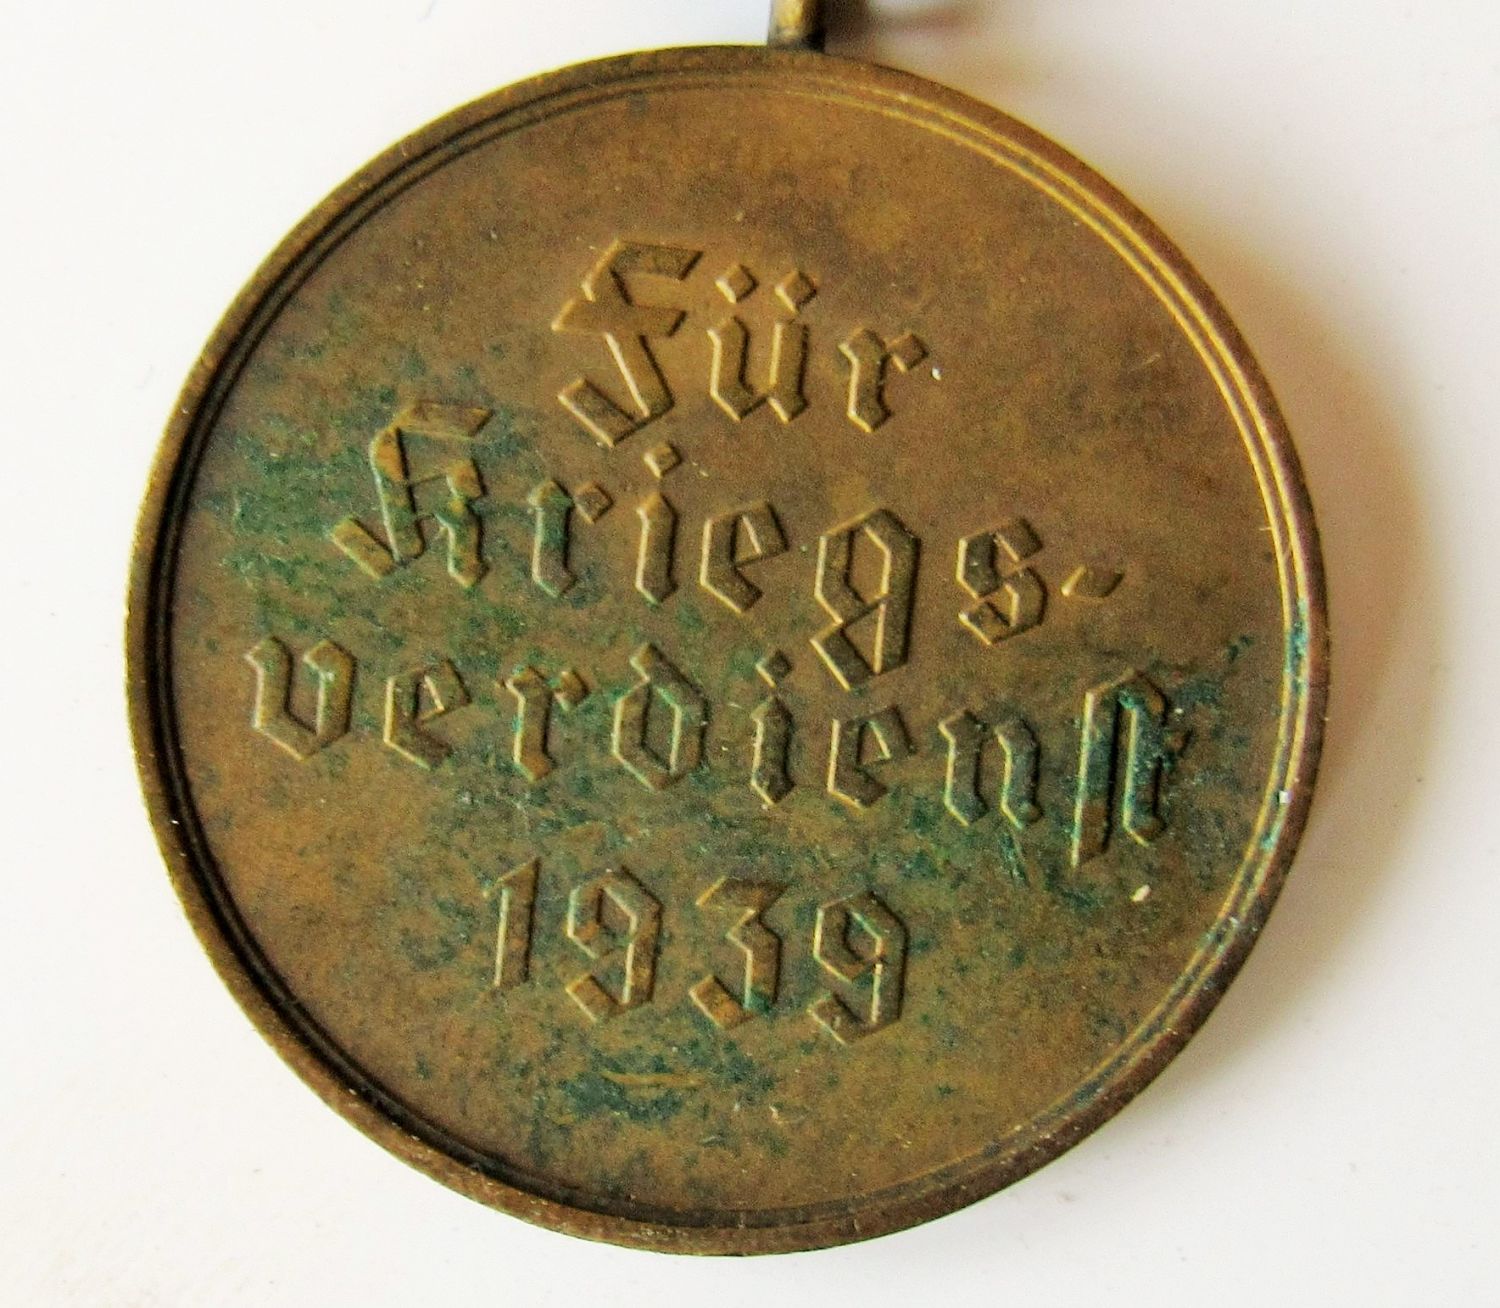 Für
Kriegs-
verdienſt
1939